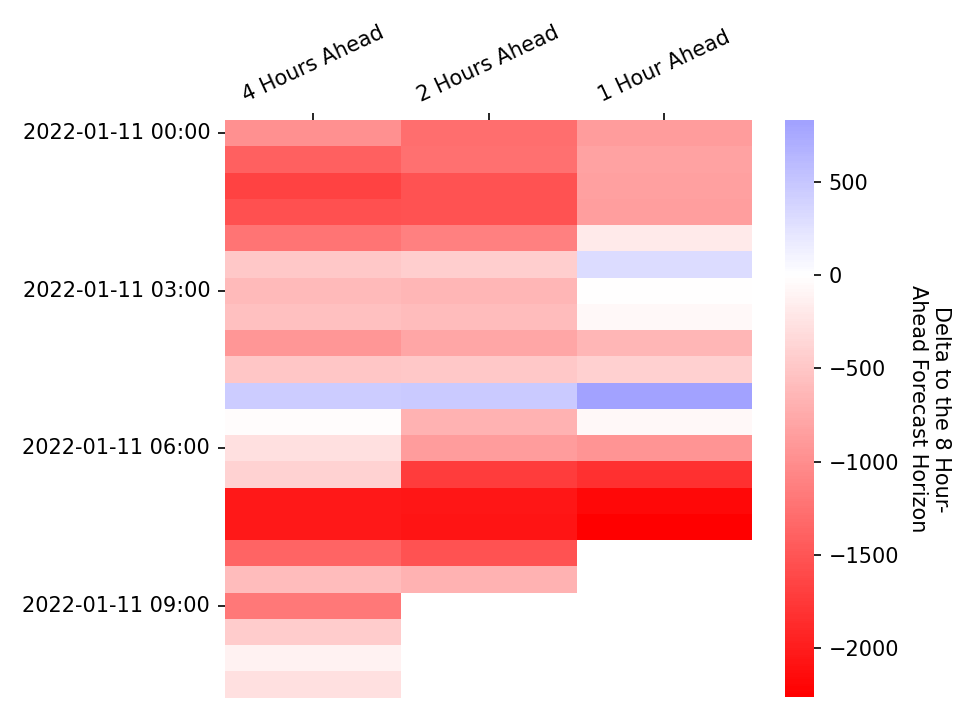 4 Hours Ahead
2 Hours Ahead
1 Hour Ahead
2022-01-11 00:00
2022-01-11 03:00
2022-01-11 06:00
2022-01-11 09:00
500
0
−500
−1000
−1500
−2000
Delta to the 8 Hour-
Ahead Forecast Horizon